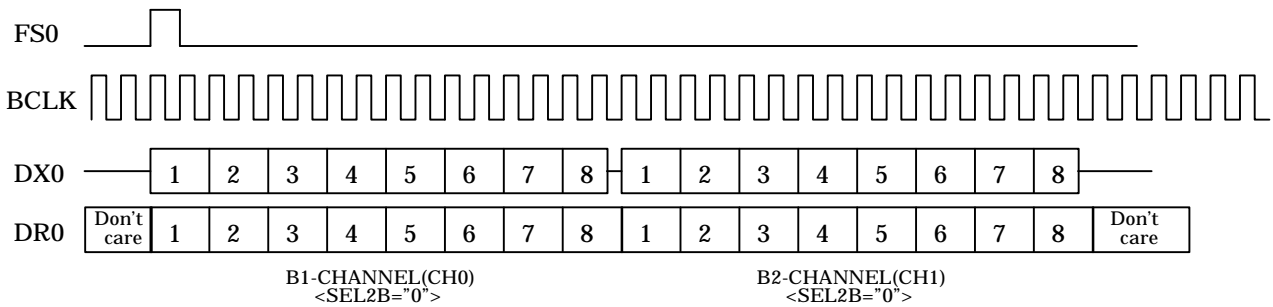 FS0
BCLK
DX0 1 2 3 4 5 6 7 8 1 2 3 4 5 6 7 8
DR0 Don't care 1 2 3 4 5 6 7 8 1 2 3 4 5 6 7 8 Don't care
B1-CHANNEL(CH0) B2-CHANNEL(CH1)
<SEL2B="0"> <SEL2B="0">